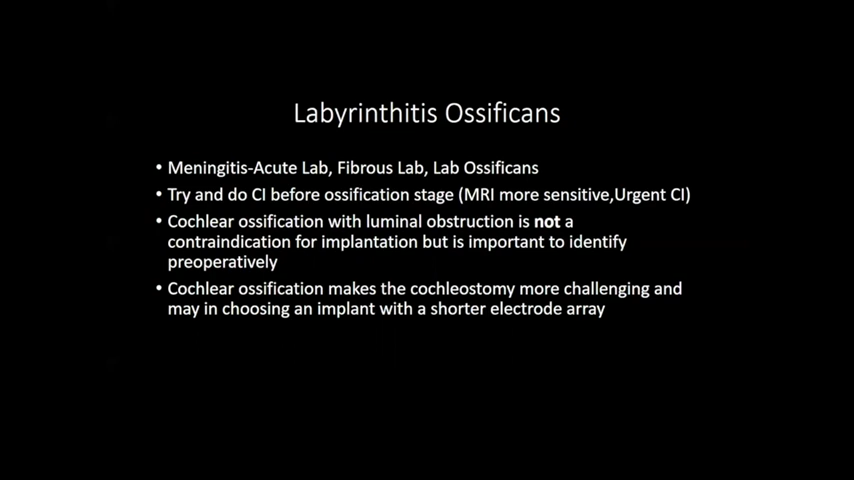 Labyrinthitis Ossificans
• Meningitis-Acute Lab, Fibrous Lab, Lab Ossificans
• Try and do CI before ossification stage (MRI more sensitive,Urgent CI)
• Cochlear ossification with luminal obstruction is not a
contraindication for implantation but is important to identify
preoperatively
• Cochlear ossification makes the cochleostomy more challenging and
may in choosing an implant with a shorter electrode array